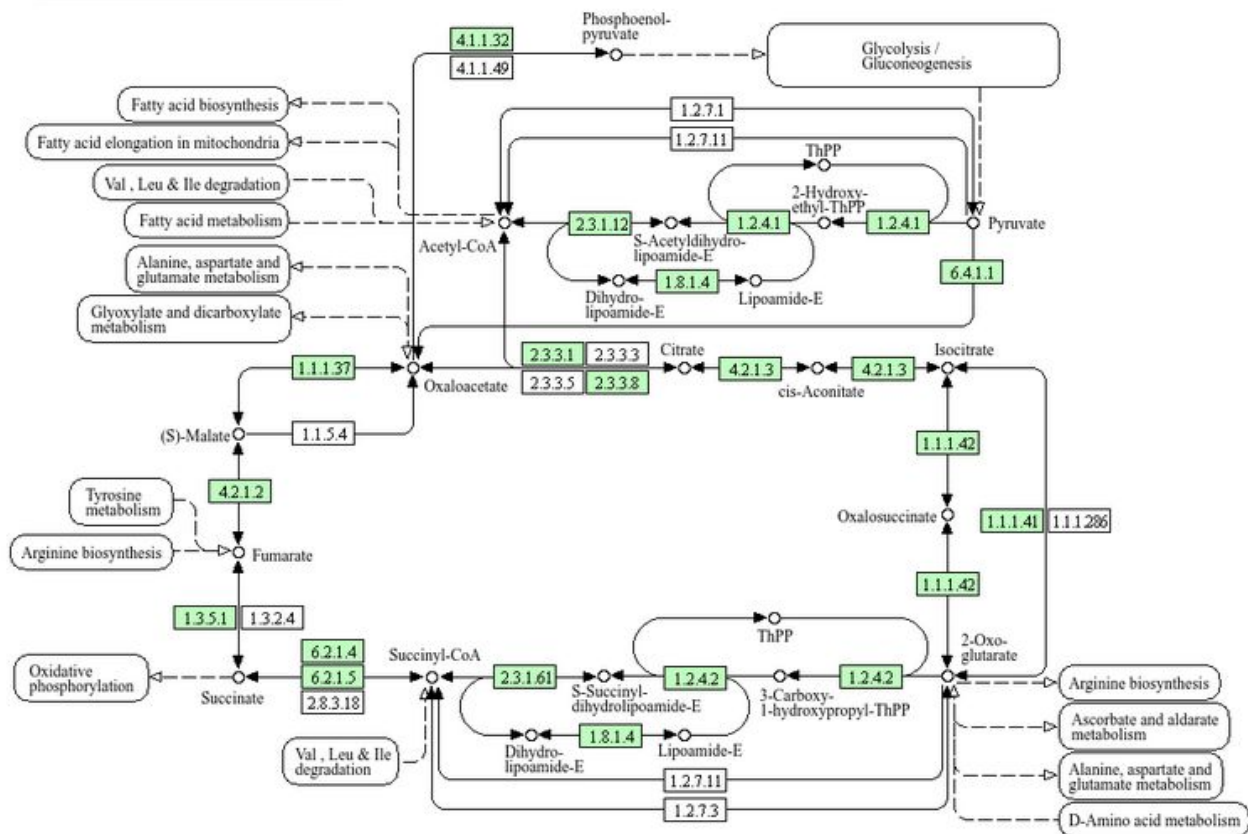 Phosphoenol-
pyruvate
4.1.1.32
4.1.1.49
Glycolysis /
Gluconeogenesis
Fatty acid biosynthesis
Fatty acid elongation in mitochondria
Val , Leu & Ile degradation
Fatty acid metabolism
Alanine, aspartate and
glutamate metabolism
Glyoxylate and dicarboxylate
metabolism
1.2.7.1
1.2.7.11
ThPP
2-Hydroxy-
ethyl-ThPP
2.3.1.12
1.2.4.1
1.2.4.1
Pyruvate
Acetyl-CoA
S-Acetyldihydro-
lipoamide-E
6.4.1.1
1.8.1.4
Dihydro-
lipoamide-E
Lipoamide-E
1.1.1.37
Oxaloacetate
2.3.3.1
2.3.3.3
2.3.3.5
2.3.3.8
Citrate
4.2.1.3
cis-Aconitate
4.2.1.3
Isocitrate
(S)-Malate
1.1.5.4
1.1.1.42
4.2.1.2
Tyrosine
metabolism
Arginine biosynthesis
Fumarate
Oxalosuccinate
1.1.1.41
1.1.1.286
1.1.1.42
1.3.5.1
1.3.2.4
ThPP
6.2.1.4
6.2.1.5
2.8.3.18
Succinyl-CoA
2.3.1.61
1.2.4.2
1.2.4.2
2-Oxo-
glutarate
Oxidative
phosphorylation
Succinate
S-Succinyl-
dihydrolipoamide-E
3-Carboxy-
1-hydroxypropyl-ThPP
Arginine biosynthesis
Val , Leu & Ile
degradation
1.8.1.4
Dihydro-
lipoamide-E
Lipoamide-E
Ascorbate and aldarate
metabolism
1.2.7.11
Alanine, aspartate and
glutamate metabolism
1.2.7.3
D-Amino acid metabolism